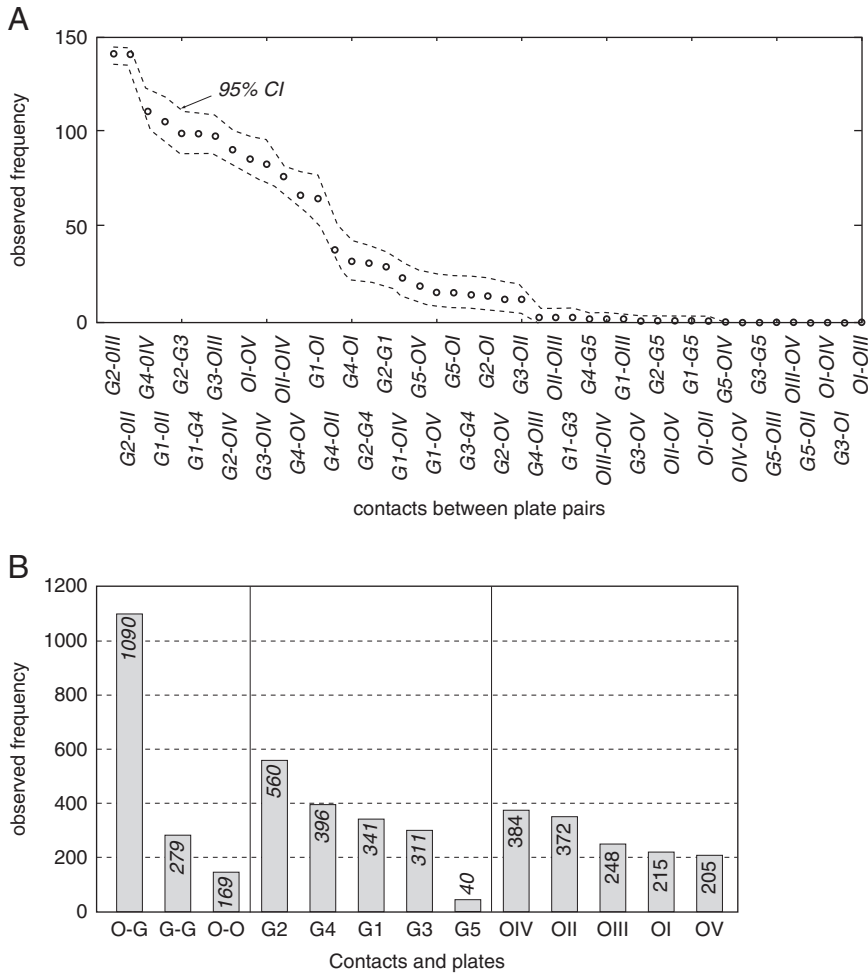 A
150
100
50
0
observed frequency
95% CI
G2-0III
G4-0IV
G2-G3
G3-OIII
OI-OV
OII-OIV
G1-OI
G4-OI
G2-G1
G5-OV
G5-OI
G2-OI
G3-OII
OII-OIII
G4-G5
G1-OIII
G2-G5
G1-G5
G5-OIV
G3-G5
OIII-OV
OI-OIV
OI-OIII
G2-0II
G1-0II
G1-G4
G2-OIV
G3-OIV
G4-OV
G4-OII
G2-G4
G1-OIV
G1-OV
G3-G4
G2-OV
G4-OIII
G1-G3
OIII-OIV
G3-OV
OII-OV
OI-OII
OIV-OV
G5-OIII
G5-OII
G3-OI
contacts between plate pairs
B
1200
1000
800
600
400
200
0
observed frequency
1090
279
169
560
396
341
311
40
384
372
248
215
205
O-G G-G O-O G2 G4 G1 G3 G5 OIV OII OIII OI OV
Contacts and plates